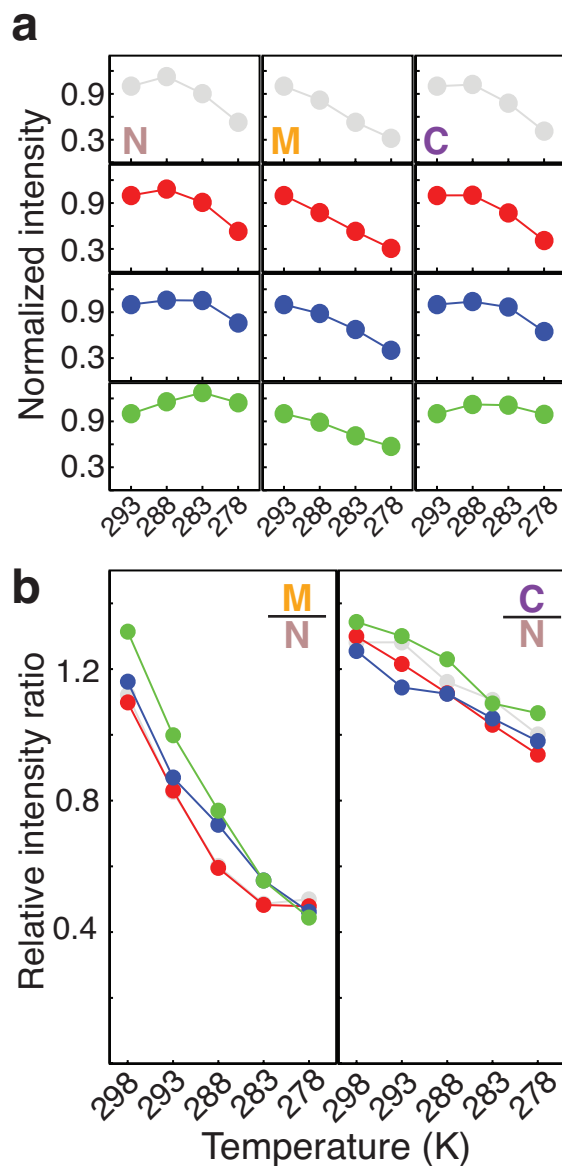 a
Normalized intensity
0.9
0.3
N
M
C
0.9
0.3
0.9
0.3
0.9
0.3
293 288 283 278
293 288 283 278
293 288 283 278
b
Relative intensity ratio
M
N
C
N
1.2
0.8
0.4
298 293 288 283 278
298 293 288 283 278
Temperature (K)